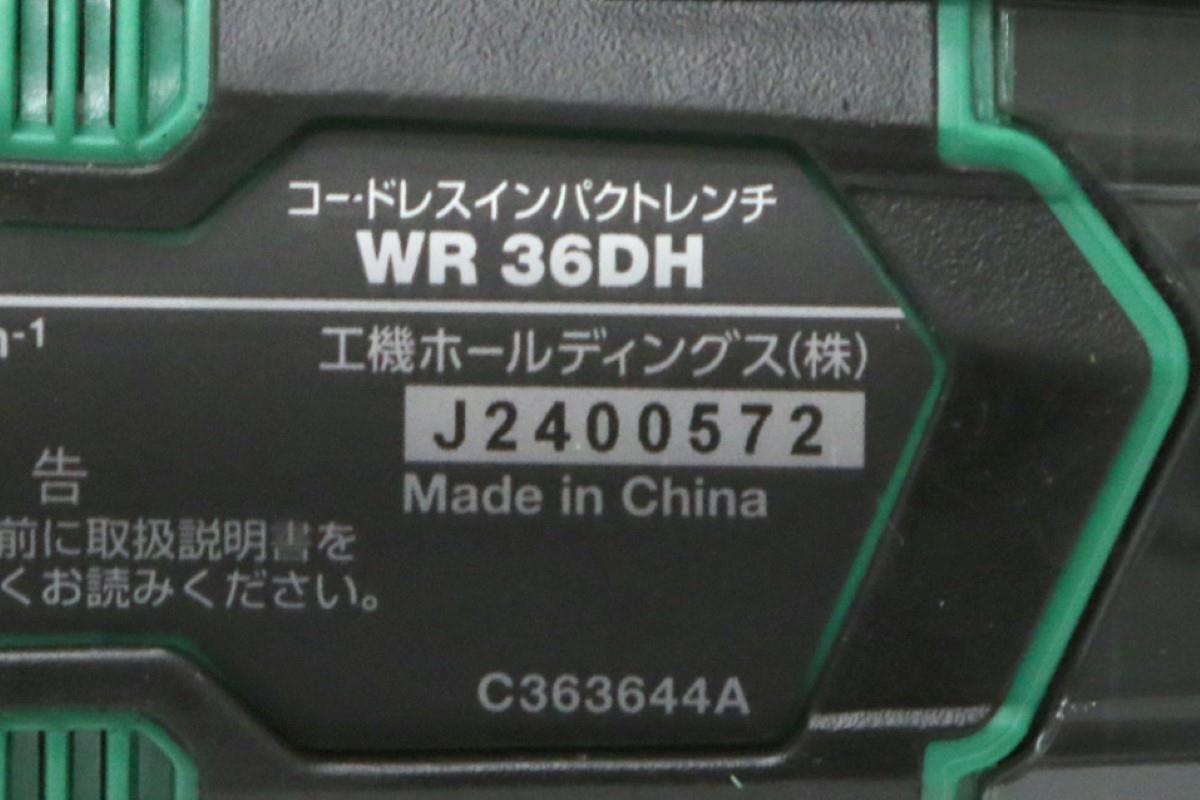 コードレスインパクトレンチ
WR 36DH
-1
工機ホールディングス(株)
J2400572
Made in China
告
前に取扱説明書を
くお読みください。
C363644A